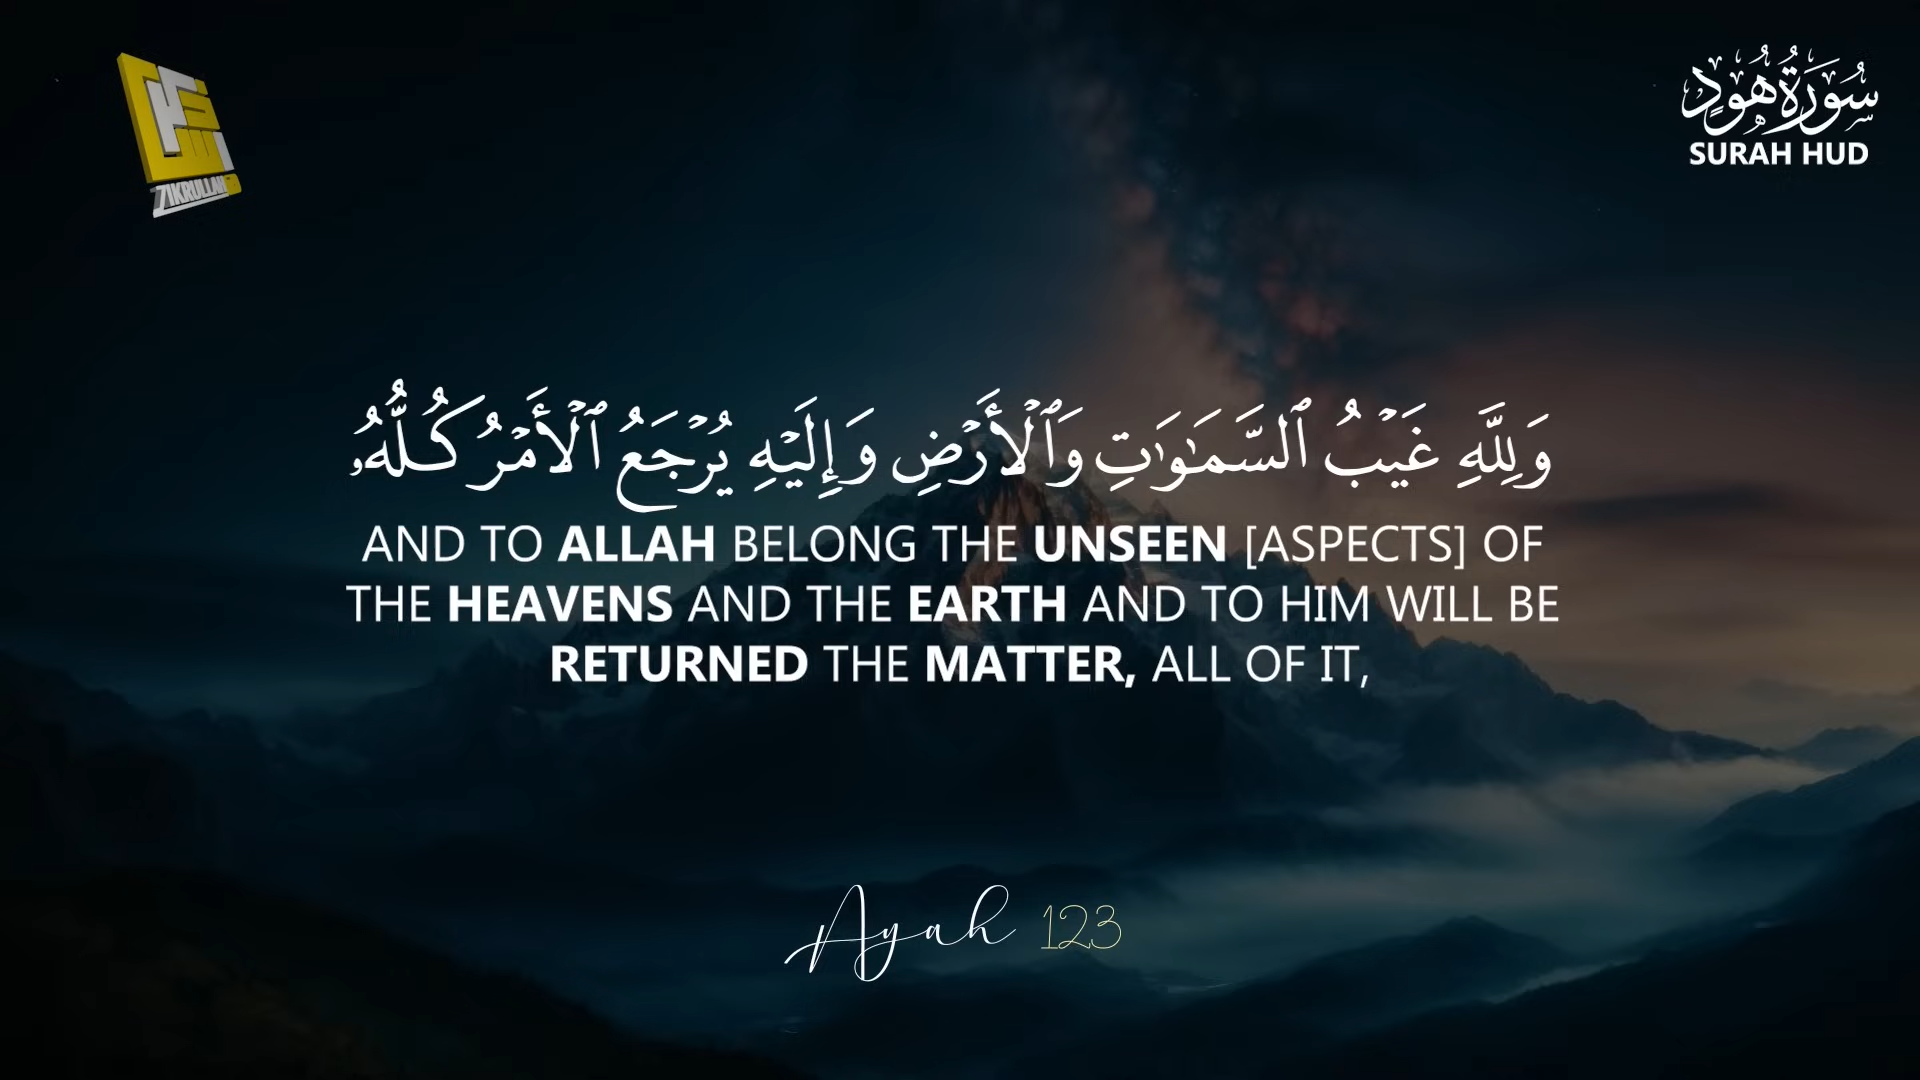 ZIKRULLAH
سُورَةُ هُودٍ
SURAH HUD
وَلِلَّهِ غَيْبُ ٱلسَّمَـٰوَٰتِ وَٱلْأَرْضِ وَإِلَيْهِ يُرْجَعُ ٱلْأَمْرُ كُلُّهُۥ
AND TO ALLAH BELONG THE UNSEEN [ASPECTS] OF
THE HEAVENS AND THE EARTH AND TO HIM WILL BE
RETURNED THE MATTER, ALL OF IT,
Ayah 123